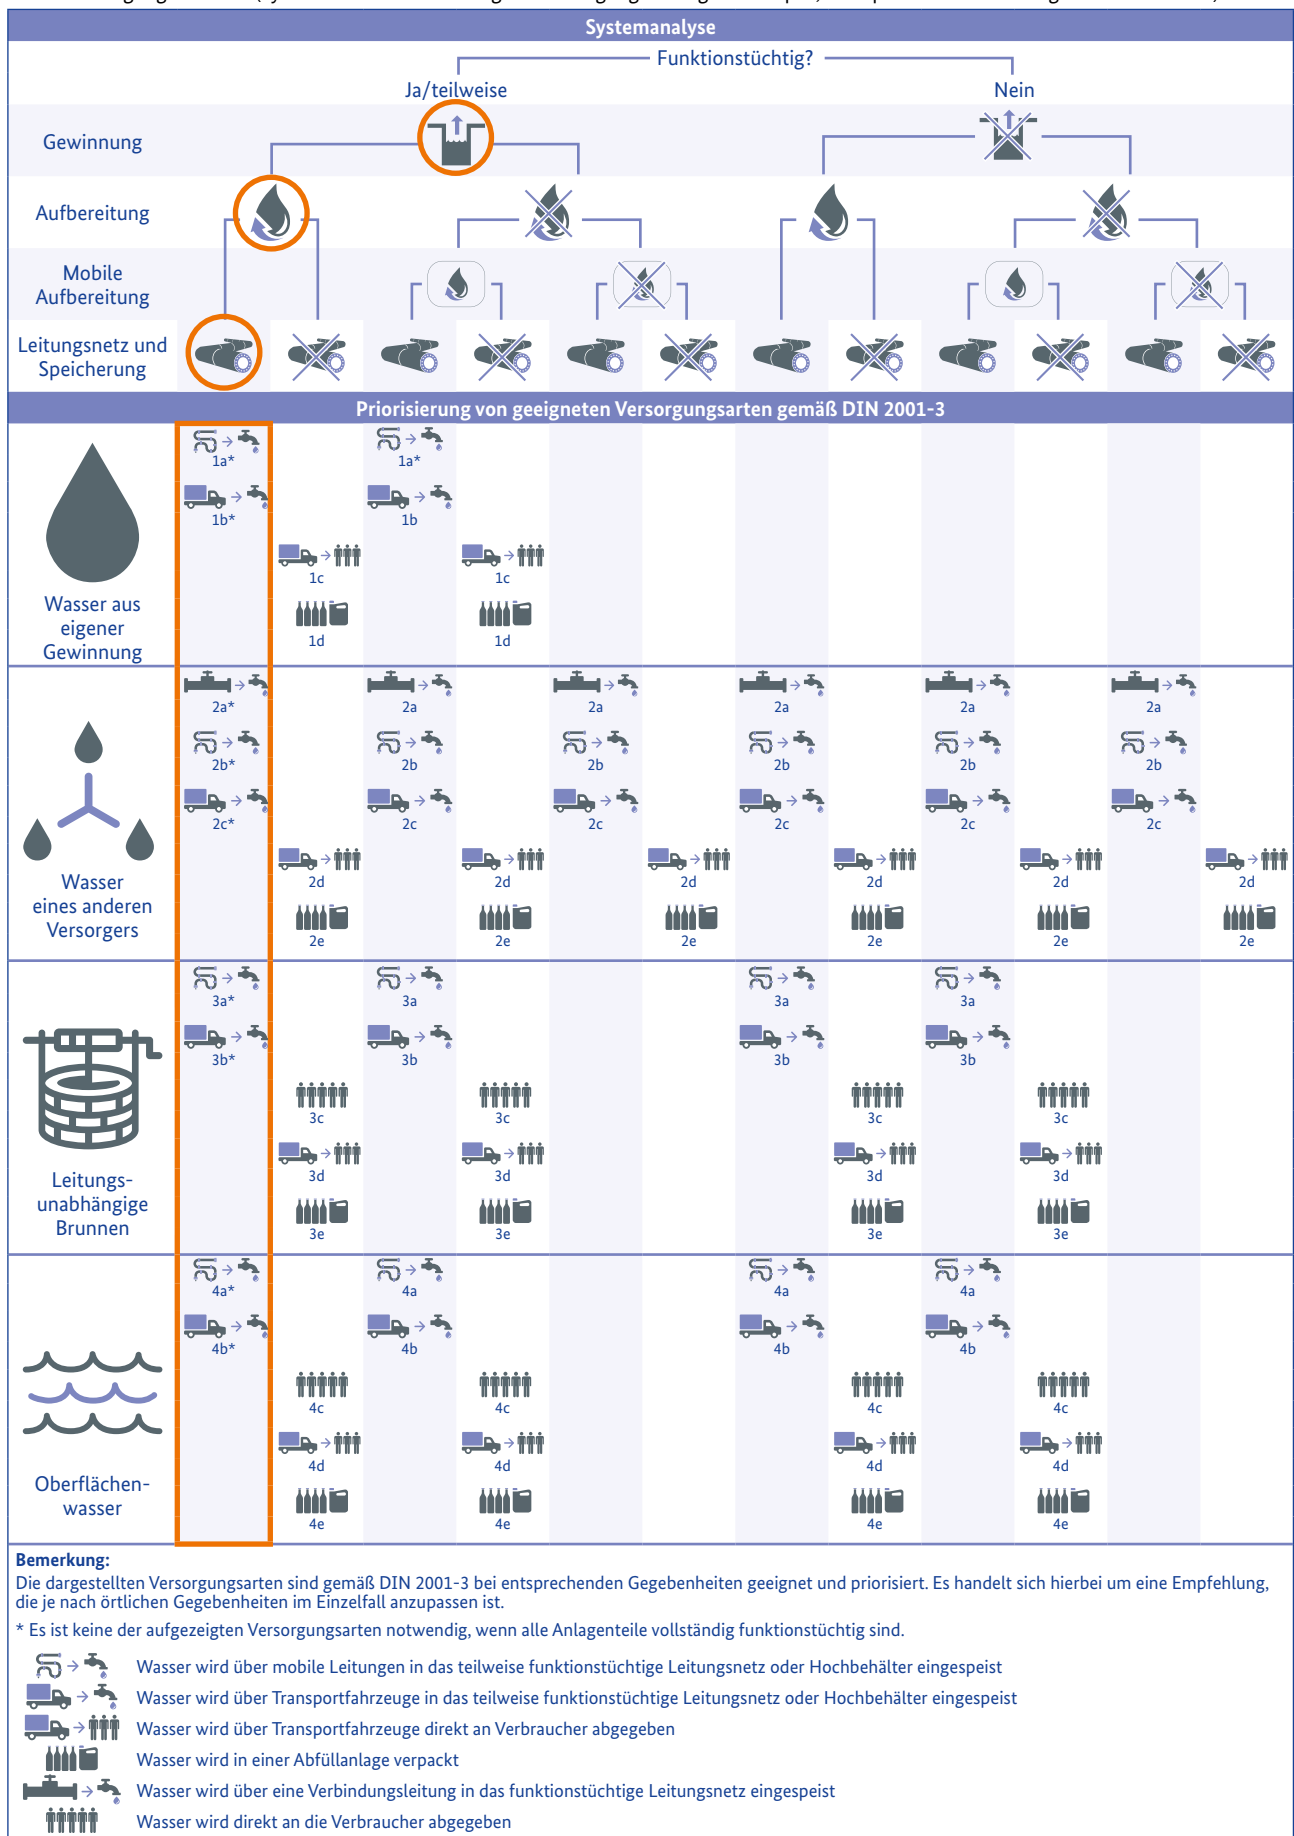 Systemanalyse
Funktionstüchtig?
Ja/teilweise
Nein
Gewinnung
Aufbereitung
Mobile
Aufbereitung
Leitungsnetz und
Speicherung
Priorisierung von geeigneten Versorgungsarten gemäß DIN 2001-3
1a* 1a*
1b* 1b
1c 1c
1d 1d
Wasser aus
eigener
Gewinnung
2a* 2a 2a 2a 2a 2a
2b* 2b 2b 2b 2b 2b
2c* 2c 2c 2c 2c 2c
2d 2d 2d 2d 2d 2d
2e 2e 2e 2e 2e 2e
Wasser
eines anderen
Versorgers
3a* 3a 3a 3a
3b* 3b 3b 3b
3c 3c 3c 3c
3d 3d 3d 3d
3e 3e 3e 3e
Leitungs-
unabhängige
Brunnen
4a* 4a 4a 4a
4b* 4b 4b 4b
4c 4c 4c 4c
4d 4d 4d 4d
4e 4e 4e 4e
Oberflächen-
wasser
Bemerkung:
Die dargestellten Versorgungsarten sind gemäß DIN 2001-3 bei entsprechenden Gegebenheiten geeignet und priorisiert. Es handelt sich hierbei um eine Empfehlung,
die je nach örtlichen Gegebenheiten im Einzelfall anzupassen ist.
* Es ist keine der aufgezeigten Versorgungsarten notwendig, wenn alle Anlagenteile vollständig funktionstüchtig sind.
Wasser wird über mobile Leitungen in das teilweise funktionstüchtige Leitungsnetz oder Hochbehälter eingespeist
Wasser wird über Transportfahrzeuge in das teilweise funktionstüchtige Leitungsnetz oder Hochbehälter eingespeist
Wasser wird über Transportfahrzeuge direkt an Verbraucher abgegeben
Wasser wird in einer Abfüllanlage verpackt
Wasser wird über eine Verbindungsleitung in das funktionstüchtige Leitungsnetz eingespeist
Wasser wird direkt an die Verbraucher abgegeben